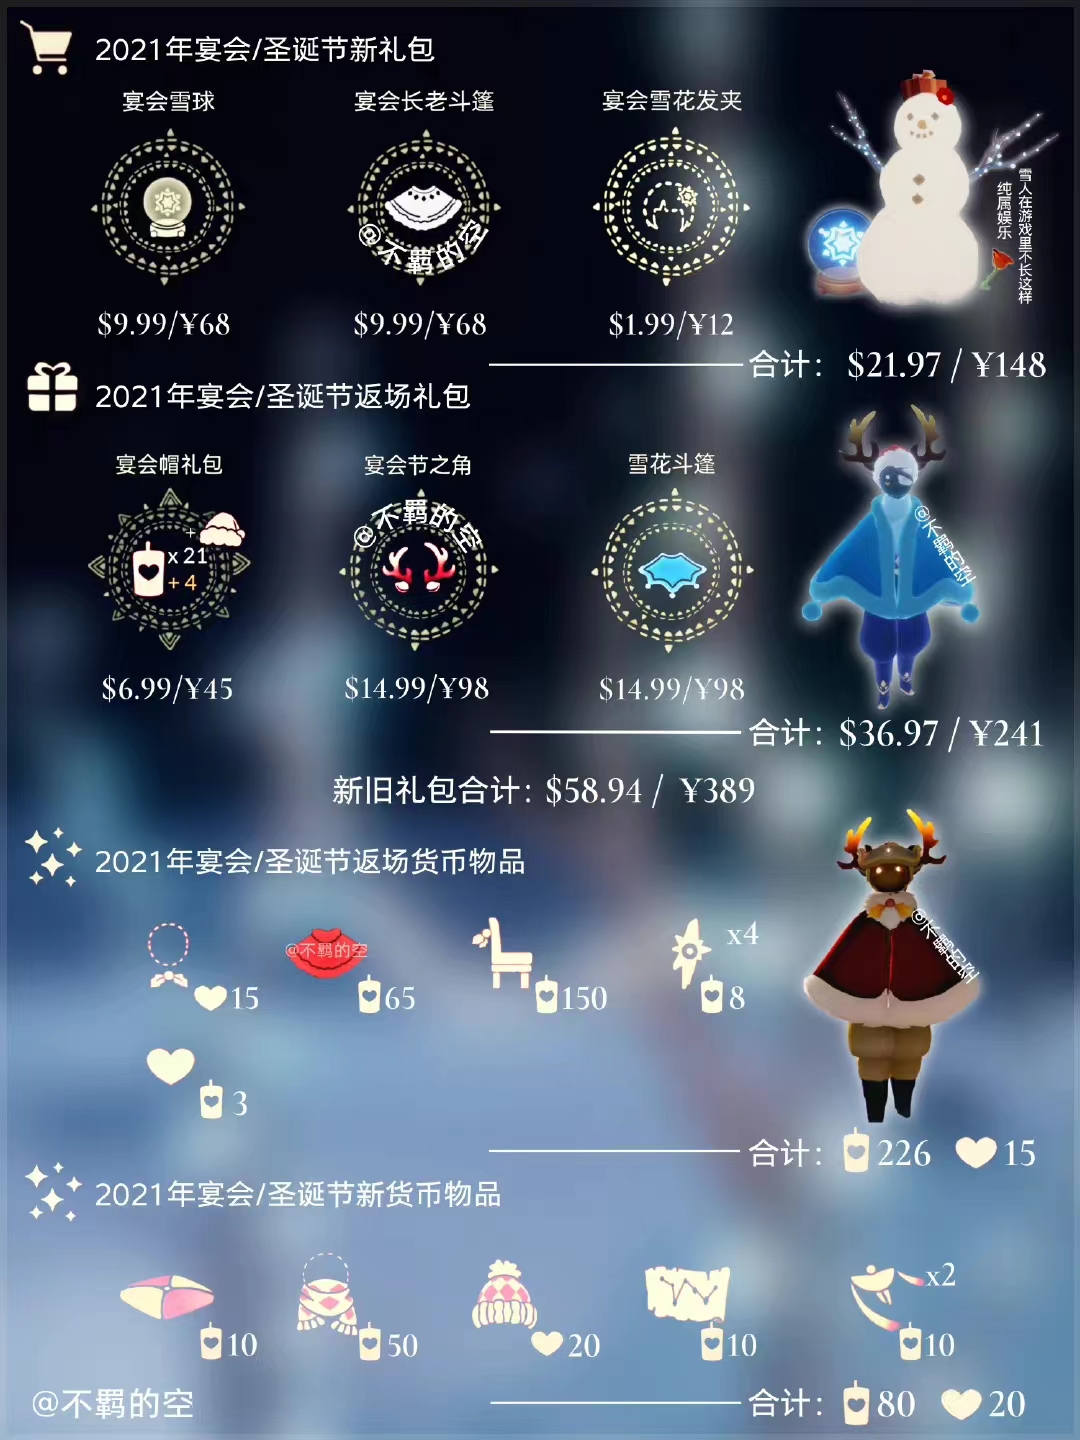 2021年宴会/圣诞节新礼包
宴会雪球
宴会长老斗篷
宴会雪花发夹
@不羁的空
$9.99/¥68
$9.99/¥68
$1.99/¥12
雪人在游戏里不长这样
纯属娱乐
合计： $21.97 / ¥148
2021年宴会/圣诞节返场礼包
宴会帽礼包
宴会节之角
雪花斗篷
+
x 21
+ 4
@不羁的空
@不羁的空
$6.99/¥45
$14.99/¥98
$14.99/¥98
合计： $36.97 / ¥241
新旧礼包合计：$58.94 / ¥389
2021年宴会/圣诞节返场货币物品
@不羁的空
@不羁的空
x4
15
65
150
8
3
合计： 226 15
2021年宴会/圣诞节新货币物品
x2
10
50
20
10
10
@不羁的空
合计： 80 20